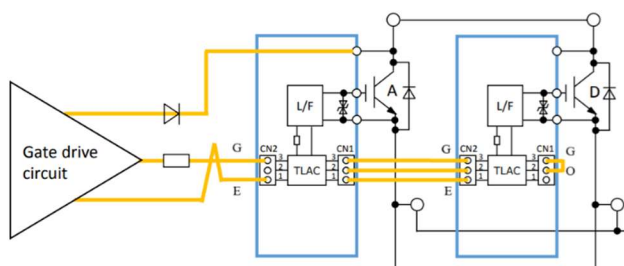 Gate drive
circuit
G
E
CN2
3
2
1
L/F
TLAC
CN1
3
2
1
A
G
E
CN2
3
2
1
L/F
TLAC
CN1
3
2
1
D
G
O